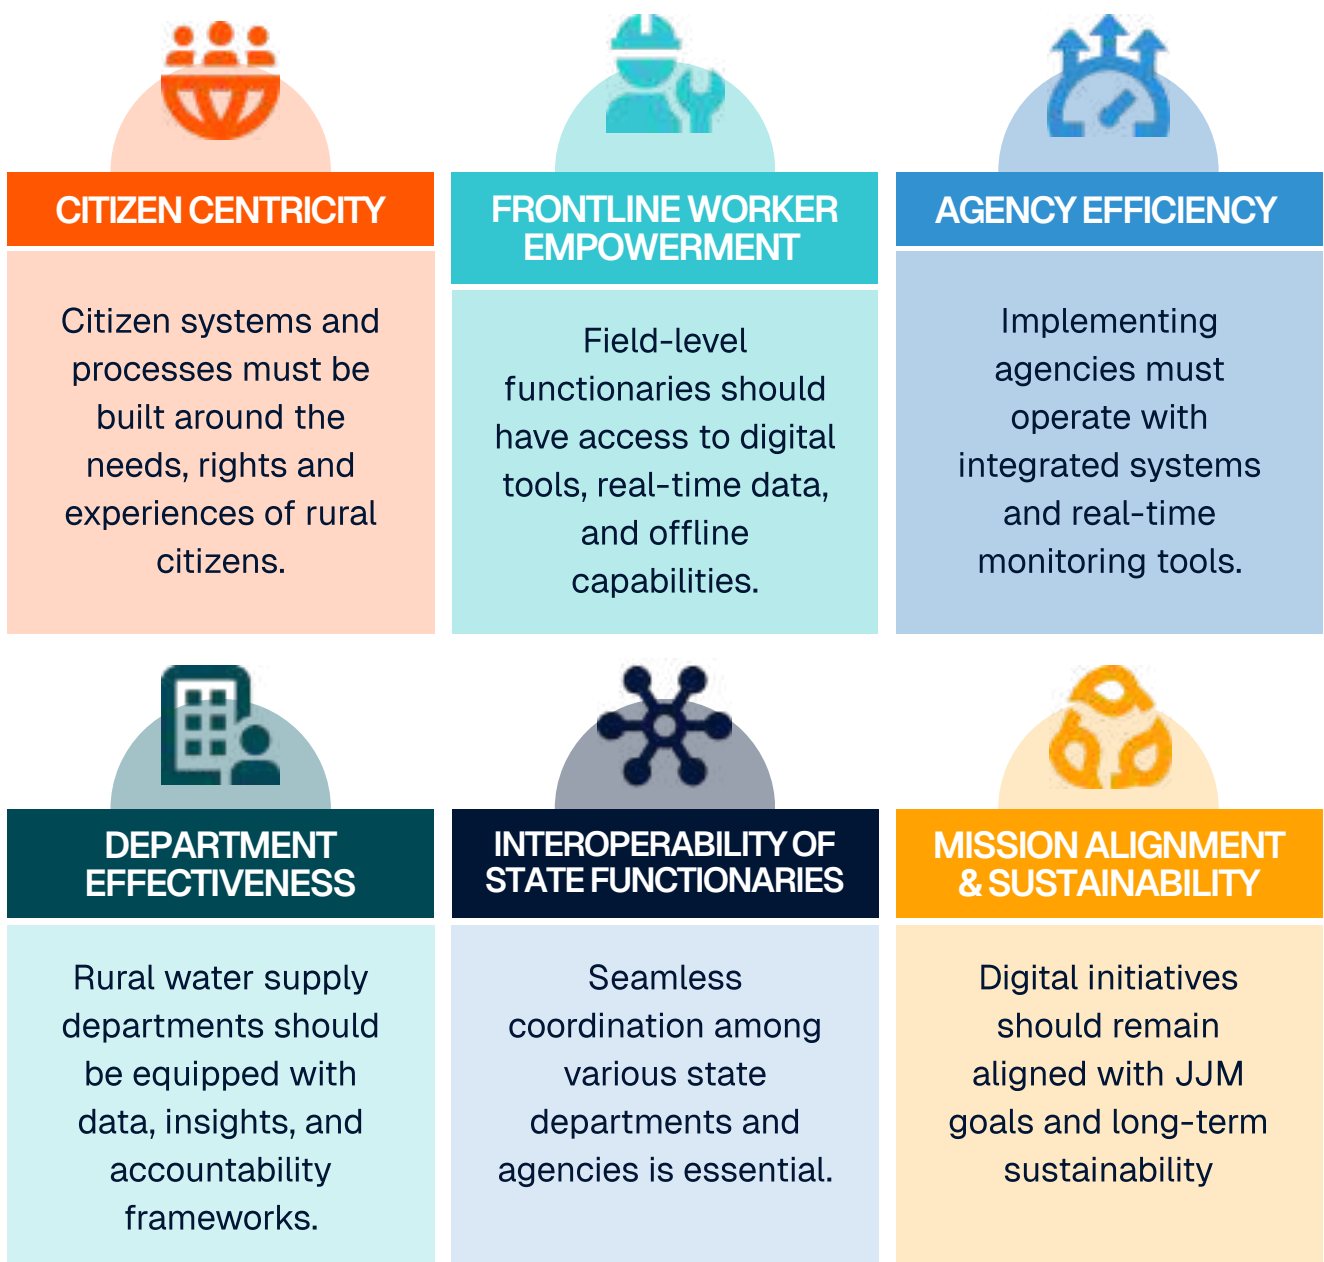 CITIZEN CENTRICITY
Citizen systems and
processes must be
built around the
needs, rights and
experiences of rural
citizens.
FRONTLINE WORKER
EMPOWERMENT
Field-level
functionaries should
have access to digital
tools, real-time data,
and offline
capabilities.
AGENCY EFFICIENCY
Implementing
agencies must
operate with
integrated systems
and real-time
monitoring tools.
DEPARTMENT
EFFECTIVENESS
Rural water supply
departments should
be equipped with
data, insights, and
accountability
frameworks.
INTEROPERABILITY OF
STATE FUNCTIONARIES
Seamless
coordination among
various state
departments and
agencies is essential.
MISSION ALIGNMENT
& SUSTAINABILITY
Digital initiatives
should remain
aligned with JJM
goals and long-term
sustainability